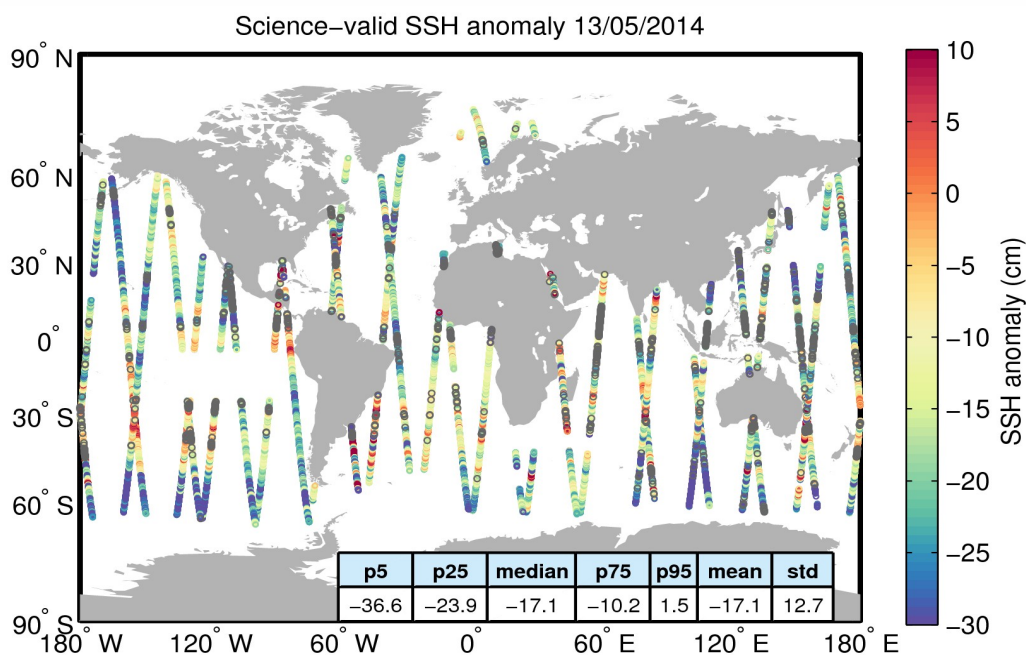 Science−valid SSH anomaly 13/05/2014
90° N
60° N
30° N
0°
30° S
60° S
90° S
180° W
120° W
60° W
0°
60° E
120° E
180° E
p5 p25 median p75 p95 mean std
−36.6 −23.9 −17.1 −10.2 1.5 −17.1 12.7
10
5
0
−5
−10
−15
−20
−25
−30
SSH anomaly (cm)